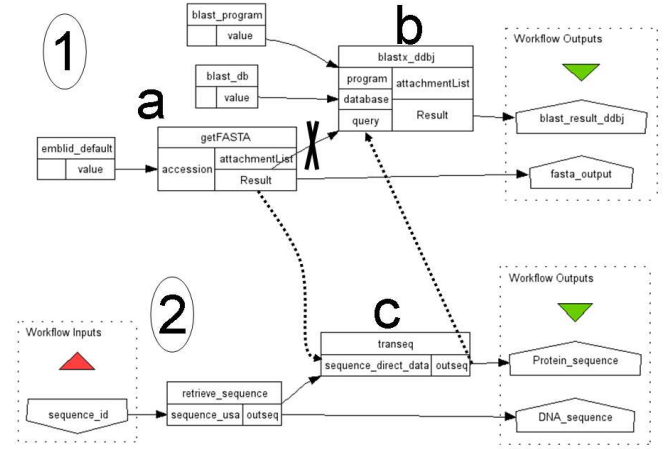 1
blast_program
value
b
blastx_ddbj
program
attachmentList
database
Result
query
Workflow Outputs
blast_result_ddbj
fasta_output
blast_db
value
a
getFASTA
accession
attachmentList
Result
emblid_default
value
X
2
Workflow Inputs
sequence_id
retrieve_sequence
sequence_usa
outseq
c
transeq
sequence_direct_data
outseq
Workflow Outputs
Protein_sequence
DNA_sequence